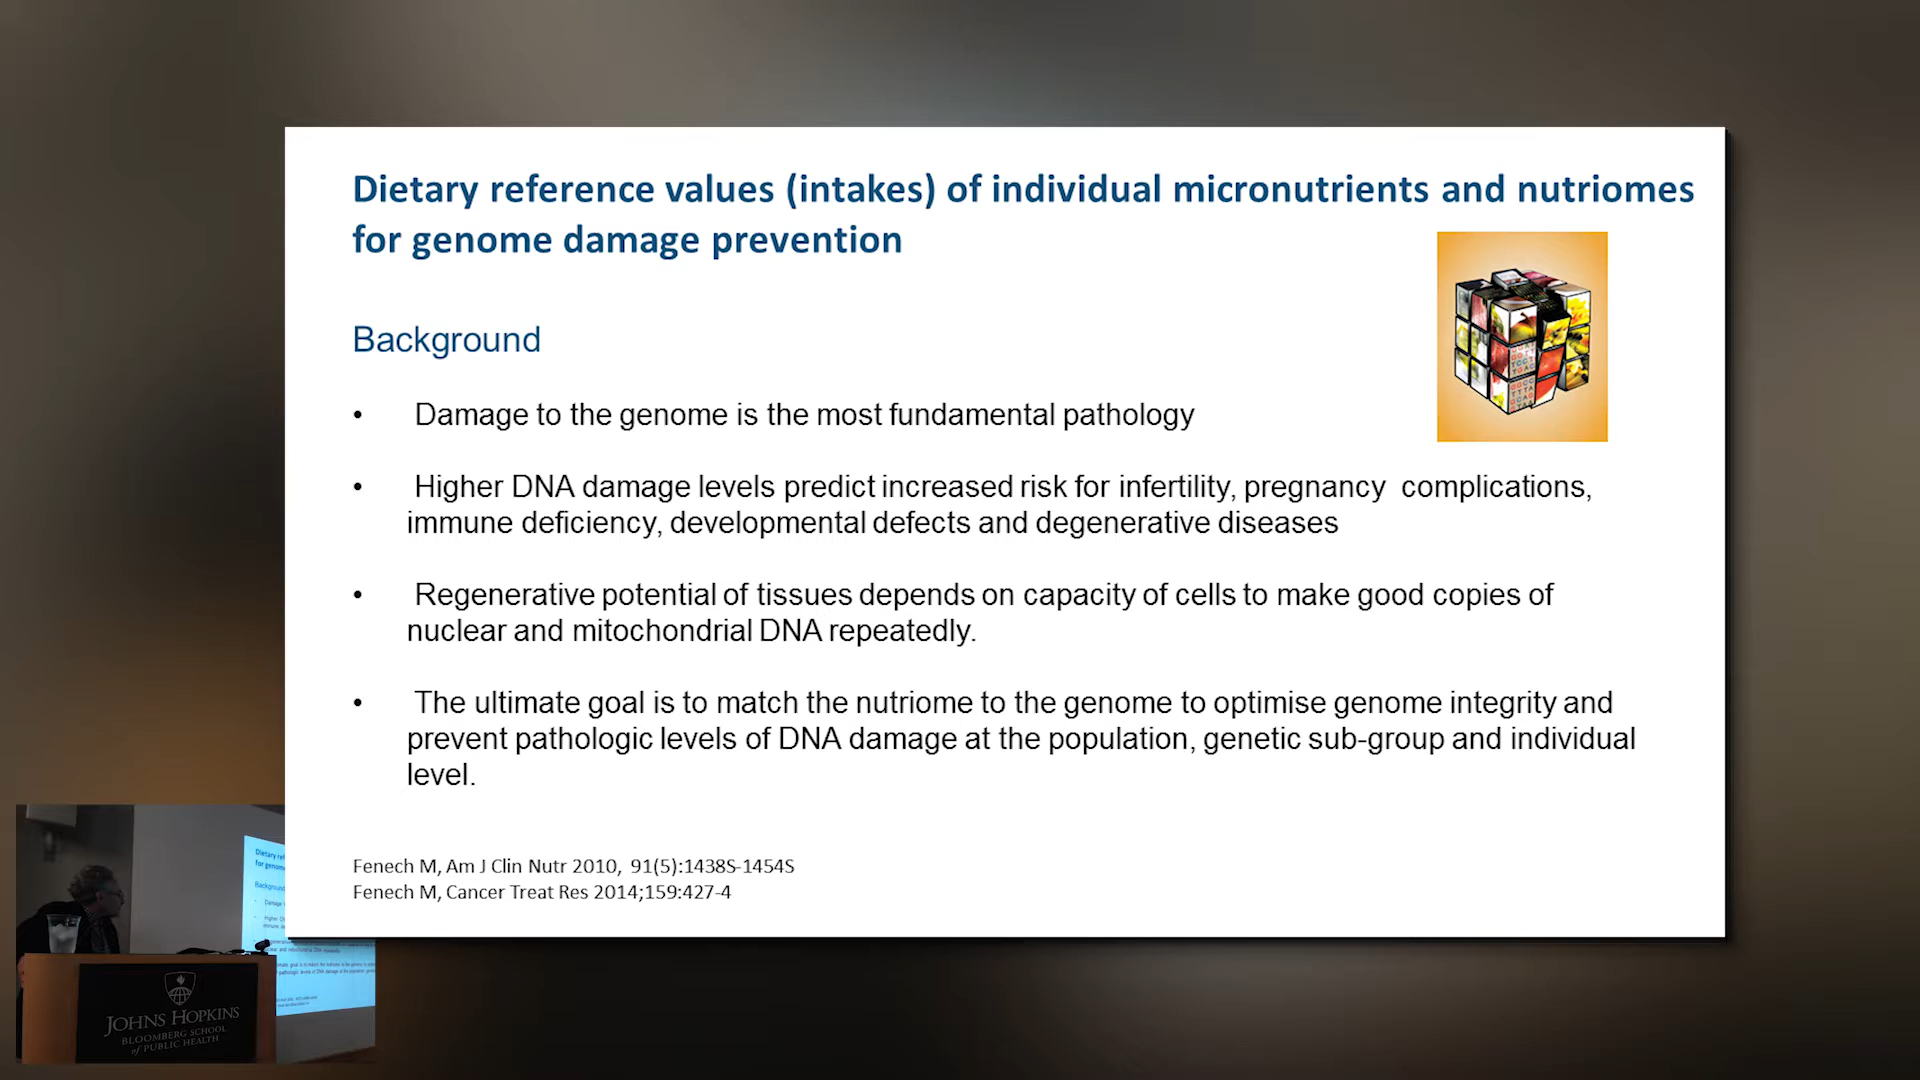 Dietary reference values (intakes) of individual micronutrients and nutriomes
for genome damage prevention
Background
• Damage to the genome is the most fundamental pathology
• Higher DNA damage levels predict increased risk for infertility, pregnancy complications,
immune deficiency, developmental defects and degenerative diseases
• Regenerative potential of tissues depends on capacity of cells to make good copies of
nuclear and mitochondrial DNA repeatedly.
• The ultimate goal is to match the nutriome to the genome to optimise genome integrity and
prevent pathologic levels of DNA damage at the population, genetic sub-group and individual
level.
Fenech M, Am J Clin Nutr 2010, 91(5):1438S-1454S
Fenech M, Cancer Treat Res 2014;159:427-4
JOHNS HOPKINS
BLOOMBERG SCHOOL
of PUBLIC HEALTH